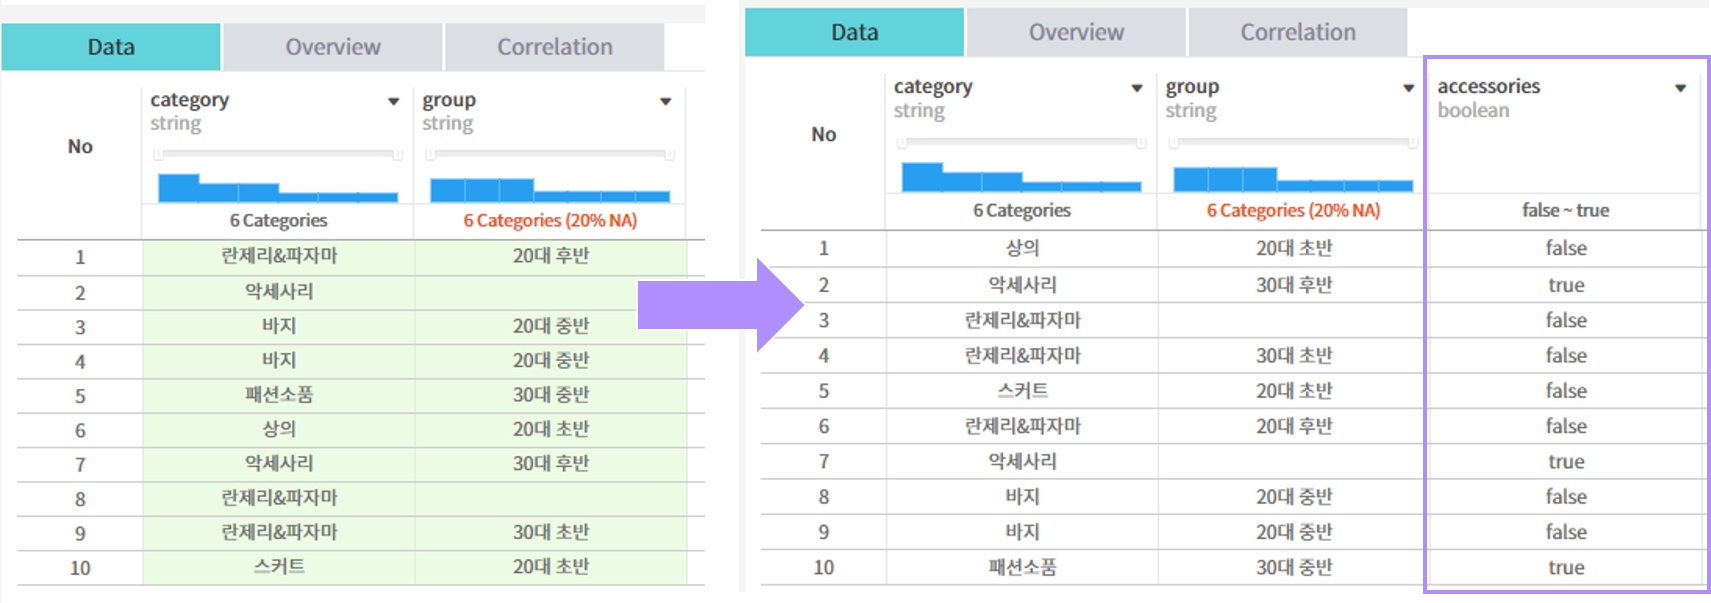 Data Overview Correlation
No category group
string string
6 Categories 6 Categories (20% NA)
1 란제리&파자마 20대 후반
2 악세사리
3 바지 20대 중반
4 바지 20대 중반
5 패션소품 30대 중반
6 상의 20대 초반
7 악세사리 30대 후반
8 란제리&파자마
9 란제리&파자마 30대 초반
10 스커트 20대 초반
Data Overview Correlation
No category group accessories
string string boolean
6 Categories 6 Categories (20% NA) false ~ true
1 상의 20대 초반 false
2 악세사리 30대 후반 true
3 란제리&파자마 false
4 란제리&파자마 30대 초반 false
5 스커트 20대 초반 false
6 란제리&파자마 20대 후반 false
7 악세사리 true
8 바지 20대 중반 false
9 바지 20대 중반 false
10 패션소품 30대 중반 true